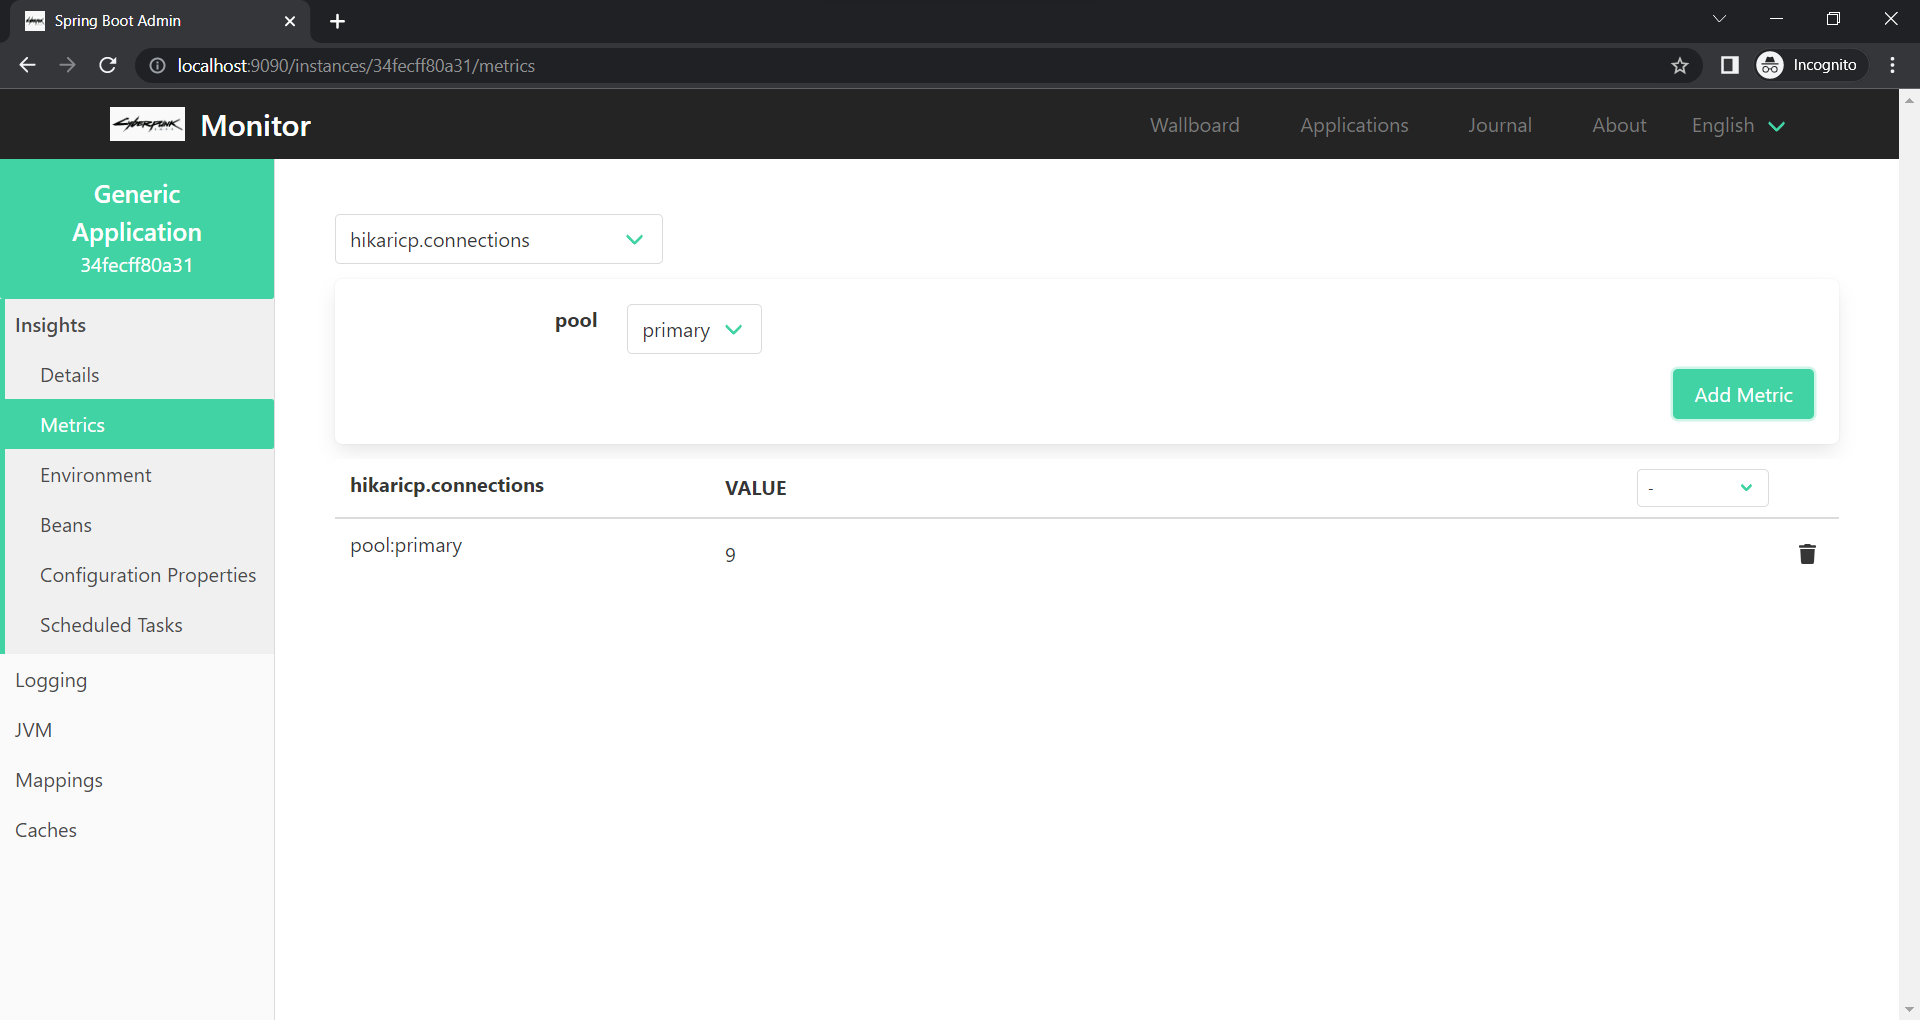 Spring Boot Admin
localhost:9090/instances/34fecff80a31/metrics
Incognito
CYBERPUNK
Monitor
Wallboard
Applications
Journal
About
English
Generic
Application
34fecff80a31
Insights
Details
Metrics
Environment
Beans
Configuration Properties
Scheduled Tasks
Logging
JVM
Mappings
Caches
hikaricp.connections
pool
primary
Add Metric
hikaricp.connections
VALUE
-
pool:primary
9